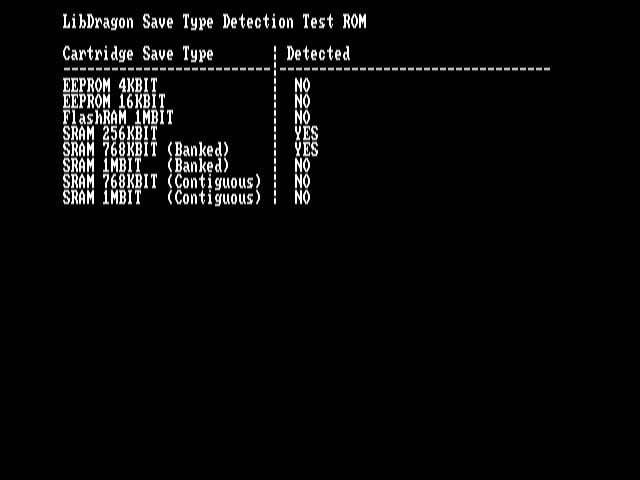 LibDragon Save Type Detection Test ROM
Cartridge Save Type | Detected
--------------------------|----------------------------------
EEPROM 4KBIT | NO
EEPROM 16KBIT | NO
FlashRAM 1MBIT | NO
SRAM 256KBIT | YES
SRAM 768KBIT (Banked) | YES
SRAM 1MBIT (Banked) | NO
SRAM 768KBIT (Contiguous) | NO
SRAM 1MBIT (Contiguous) | NO